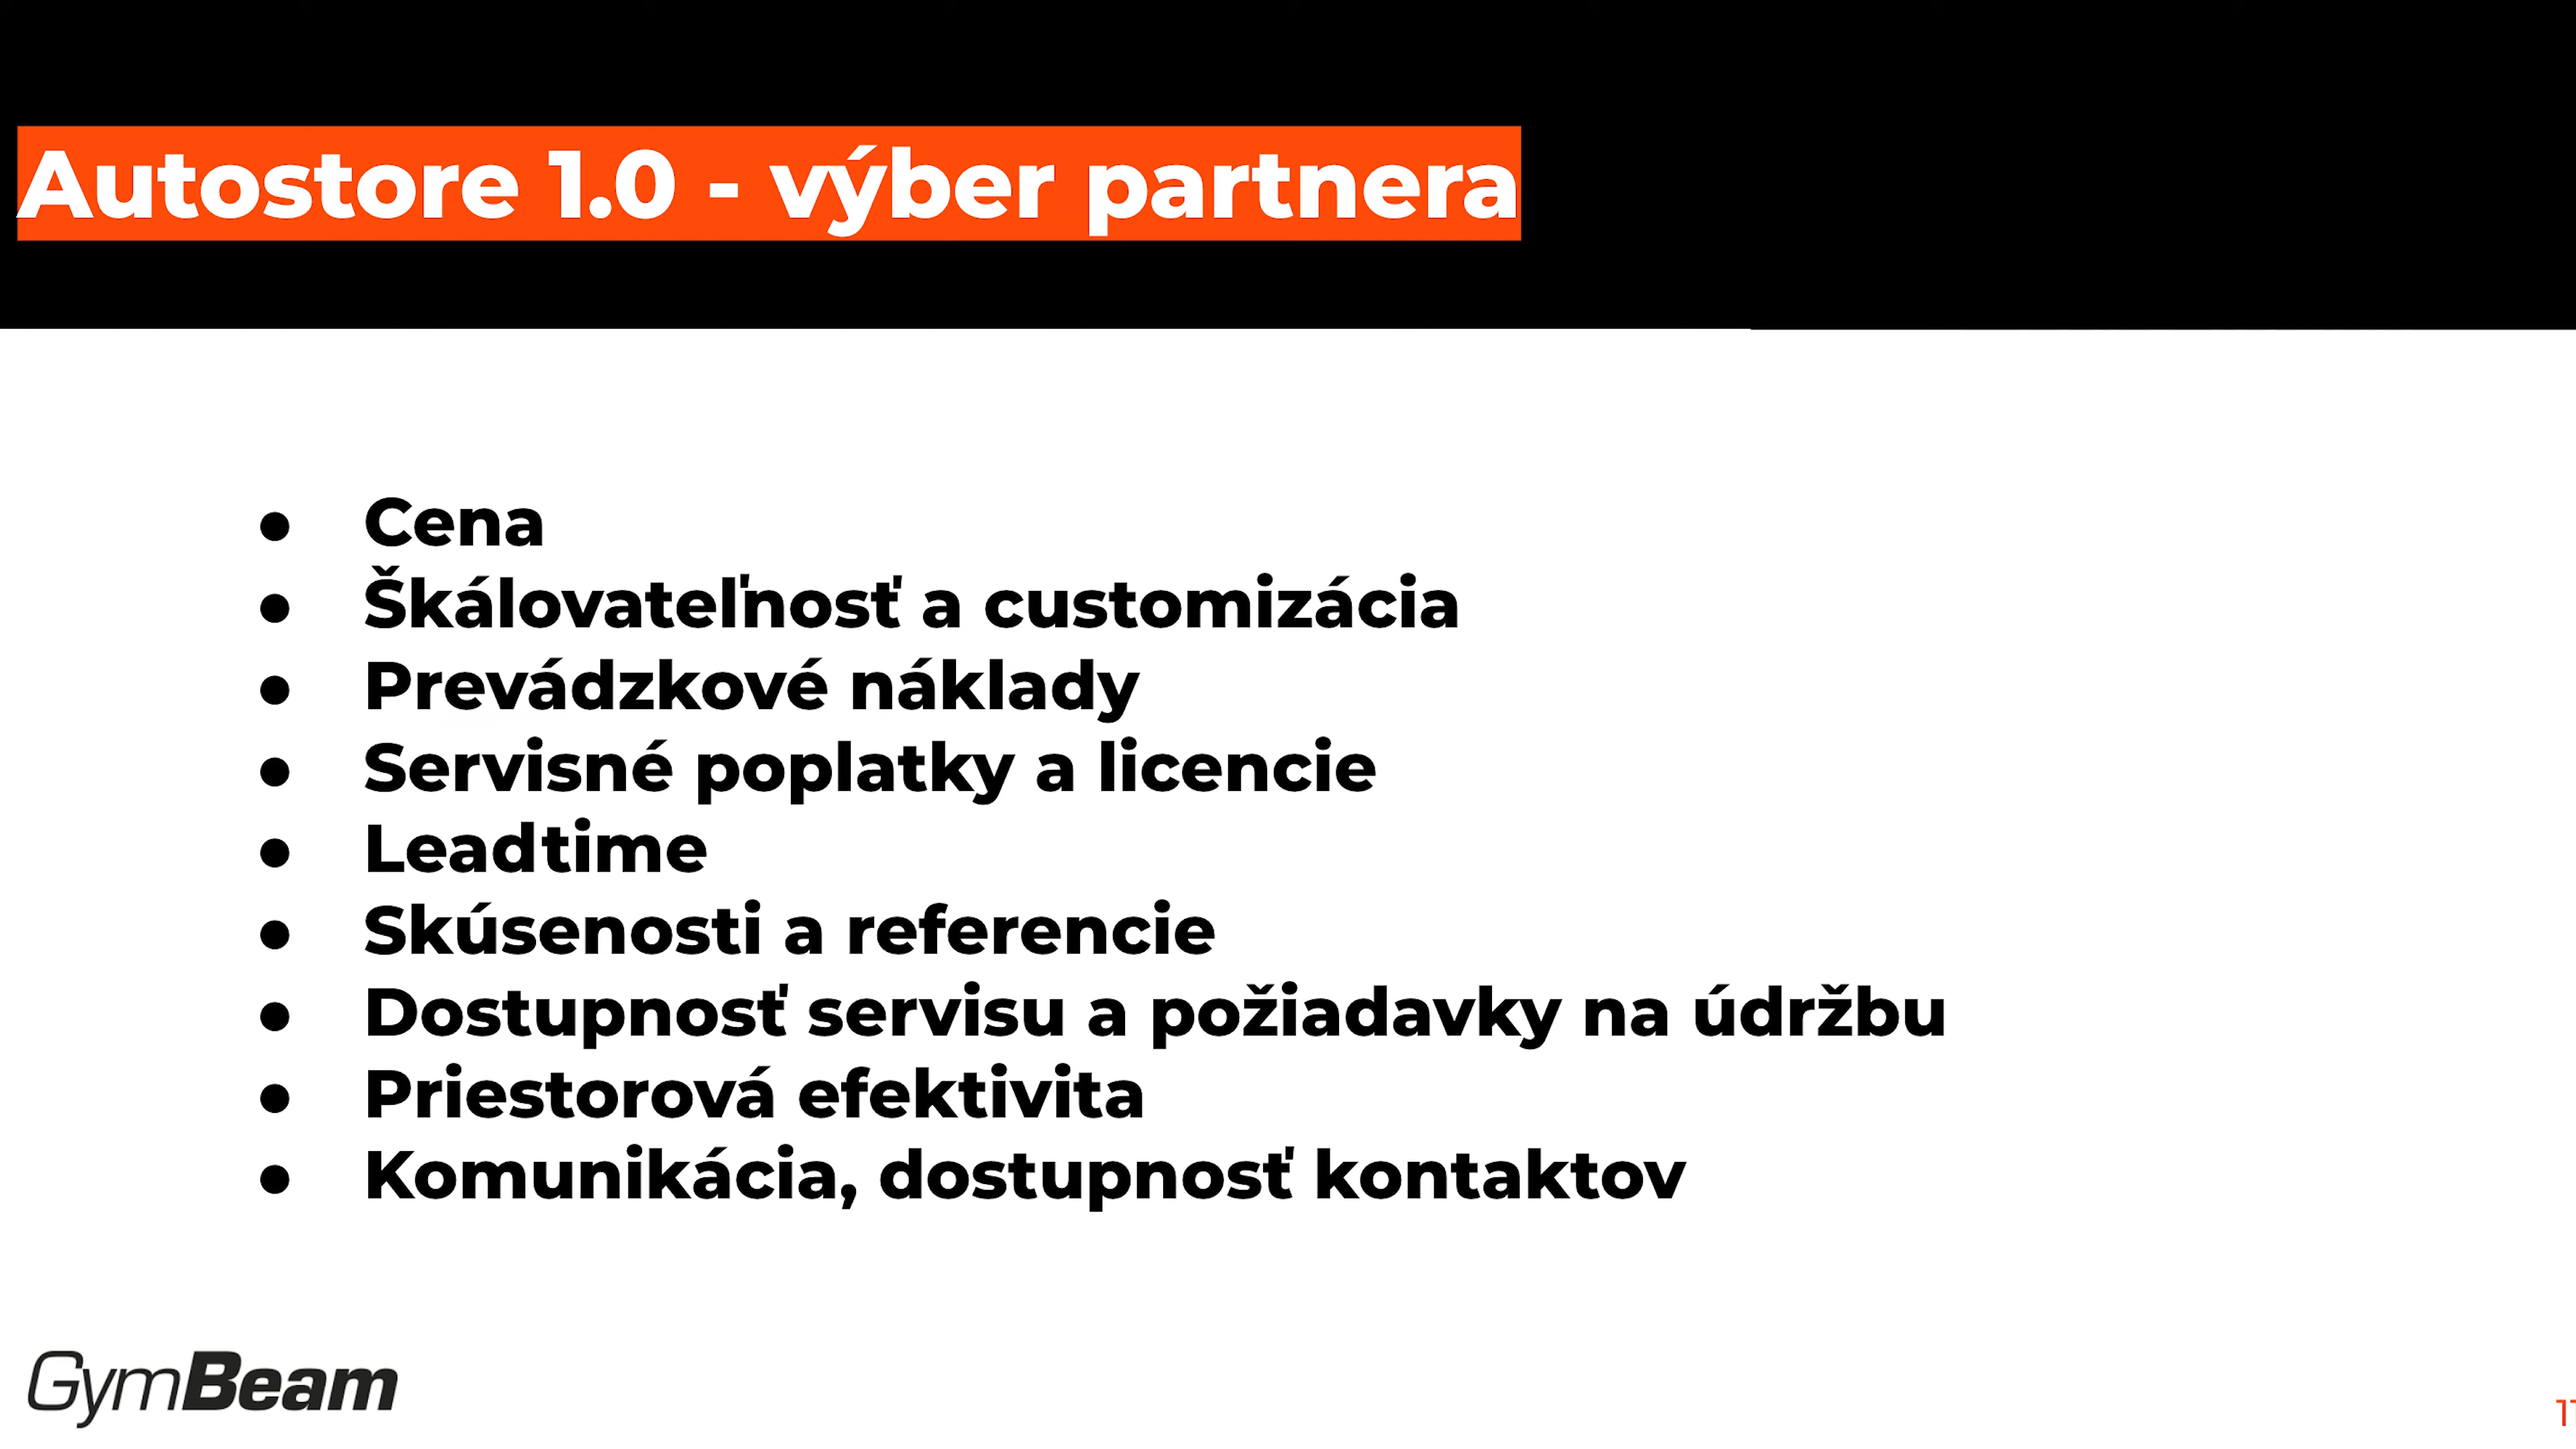 Autostore 1.0 - výber partnera
● Cena
● Škálovateľnosť a customizácia
● Prevádzkové náklady
● Servisné poplatky a licencie
● Leadtime
● Skúsenosti a referencie
● Dostupnosť servisu a požiadavky na údržbu
● Priestorová efektivita
● Komunikácia, dostupnosť kontaktov
GymBeam